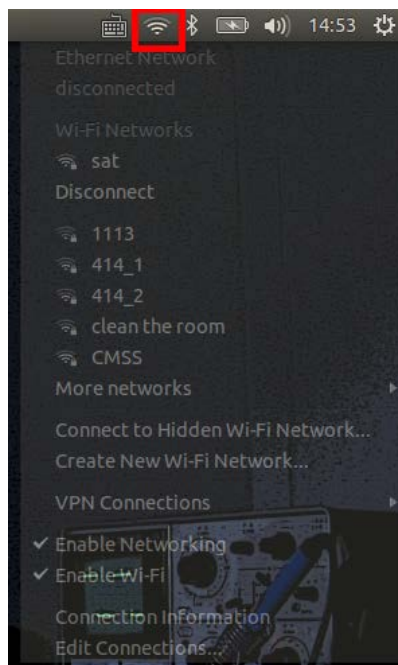 14:53
Ethernet Network
disconnected
Wi-Fi Networks
sat
Disconnect
1113
414_1
414_2
clean the room
CMSS
More networks
Connect to Hidden Wi-Fi Network...
Create New Wi-Fi Network...
VPN Connections
Enable Networking
Enable Wi-Fi
Connection Information
Edit Connections...